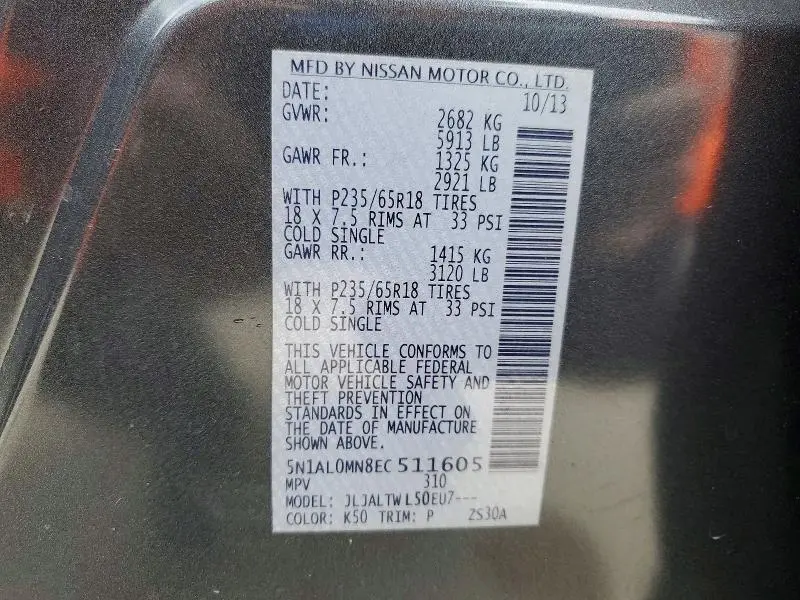 MFD BY NISSAN MOTOR CO., LTD.
DATE: 10/13
GVWR: 2682 KG
5913 LB
GAWR FR.: 1325 KG
2921 LB
WITH P235/65R18 TIRES
18 X 7.5 RIMS AT 33 PSI
COLD SINGLE
GAWR RR.: 1415 KG
3120 LB
WITH P235/65R18 TIRES
18 X 7.5 RIMS AT 33 PSI
COLD SINGLE
THIS VEHICLE CONFORMS TO
ALL APPLICABLE FEDERAL
MOTOR VEHICLE SAFETY AND
THEFT PREVENTION
STANDARDS IN EFFECT ON
THE DATE OF MANUFACTURE
SHOWN ABOVE.
5N1AL0MN8EC511605
MPV 310
MODEL: JLJALTWL50EU7---
COLOR: K50 TRIM: P 2S30A